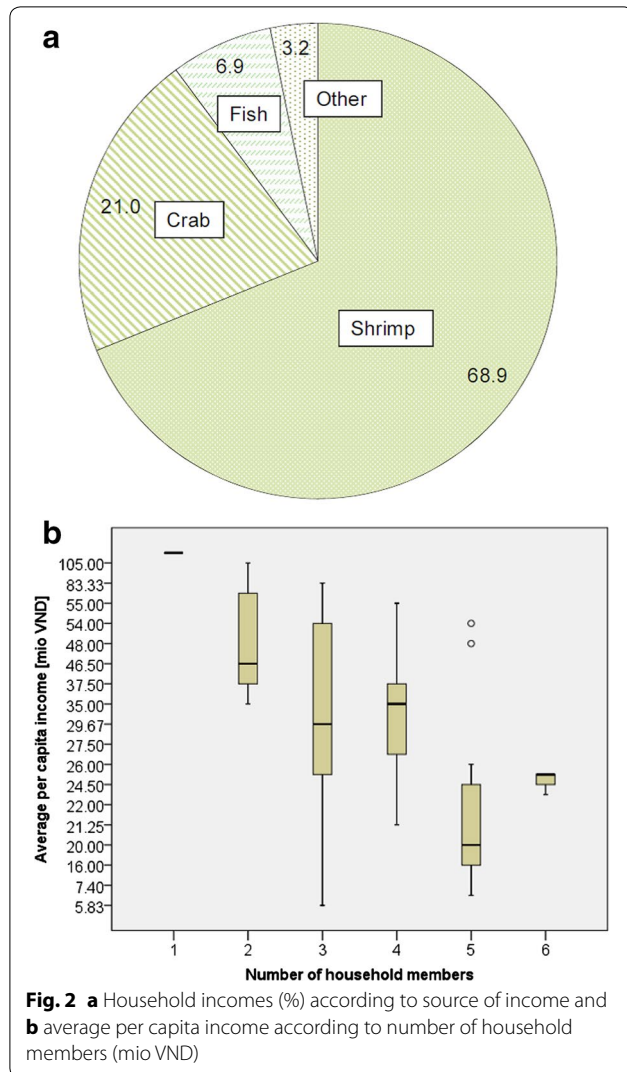 a
3.2
6.9
Other
Fish
21.0
Crab
Shrimp
68.9
b
Average per capita income [mio VND]
105.00
83.33
55.00
54.00
48.00
46.50
37.50
35.00
29.67
27.50
26.00
24.50
22.00
21.25
20.00
16.00
7.40
5.83
1 2 3 4 5 6
Number of household members
Fig. 2 a Household incomes (%) according to source of income and
b average per capita income according to number of household
members (mio VND)